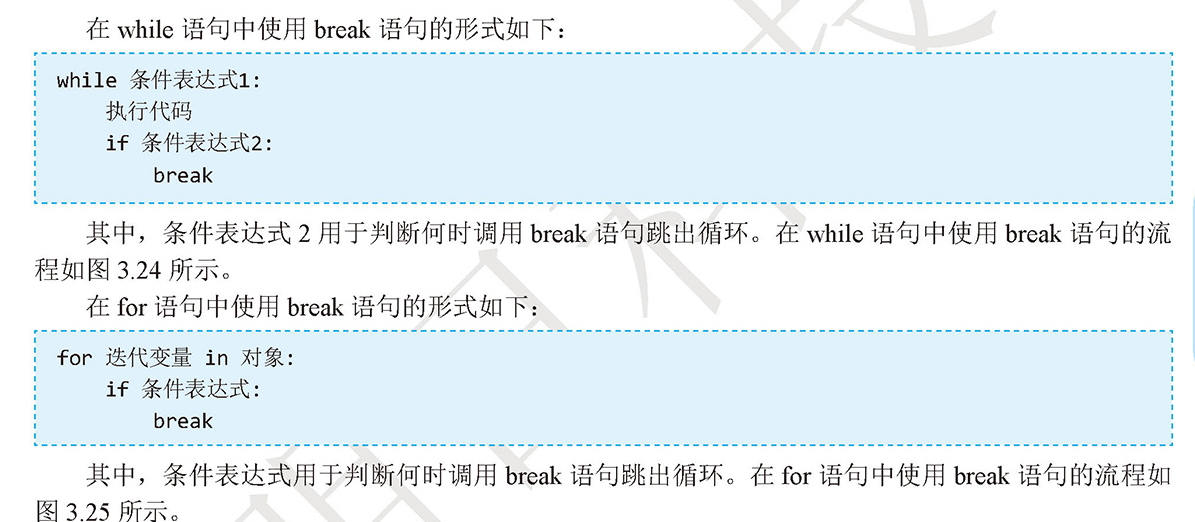 在 while 语句中使用 break 语句的形式如下：
while 条件表达式1:
    执行代码
    if 条件表达式2:
        break
其中，条件表达式 2 用于判断何时调用 break 语句跳出循环。在 while 语句中使用 break 语句的流
程如图 3.24 所示。
在 for 语句中使用 break 语句的形式如下：
for 迭代变量 in 对象:
    if 条件表达式:
        break
其中，条件表达式用于判断何时调用 break 语句跳出循环。在 for 语句中使用 break 语句的流程如
图 3.25 所示。